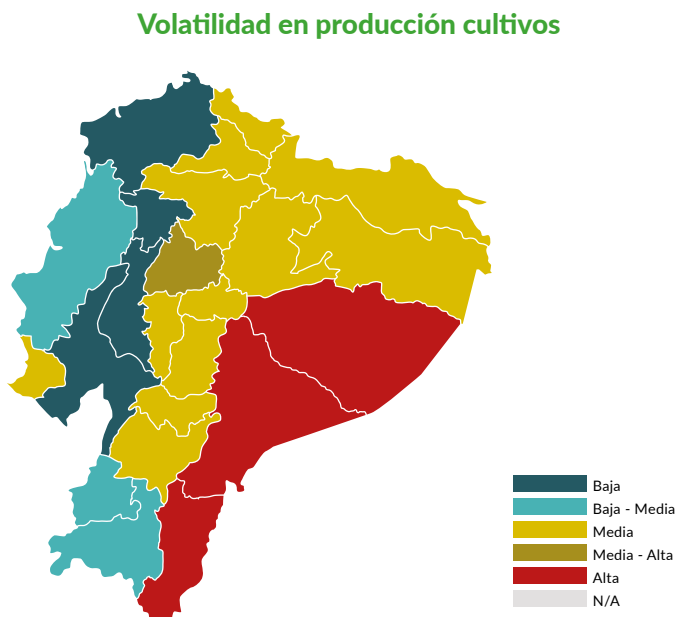 Volatilidad en producción cultivos
Baja
Baja - Media
Media
Media - Alta
Alta
N/A